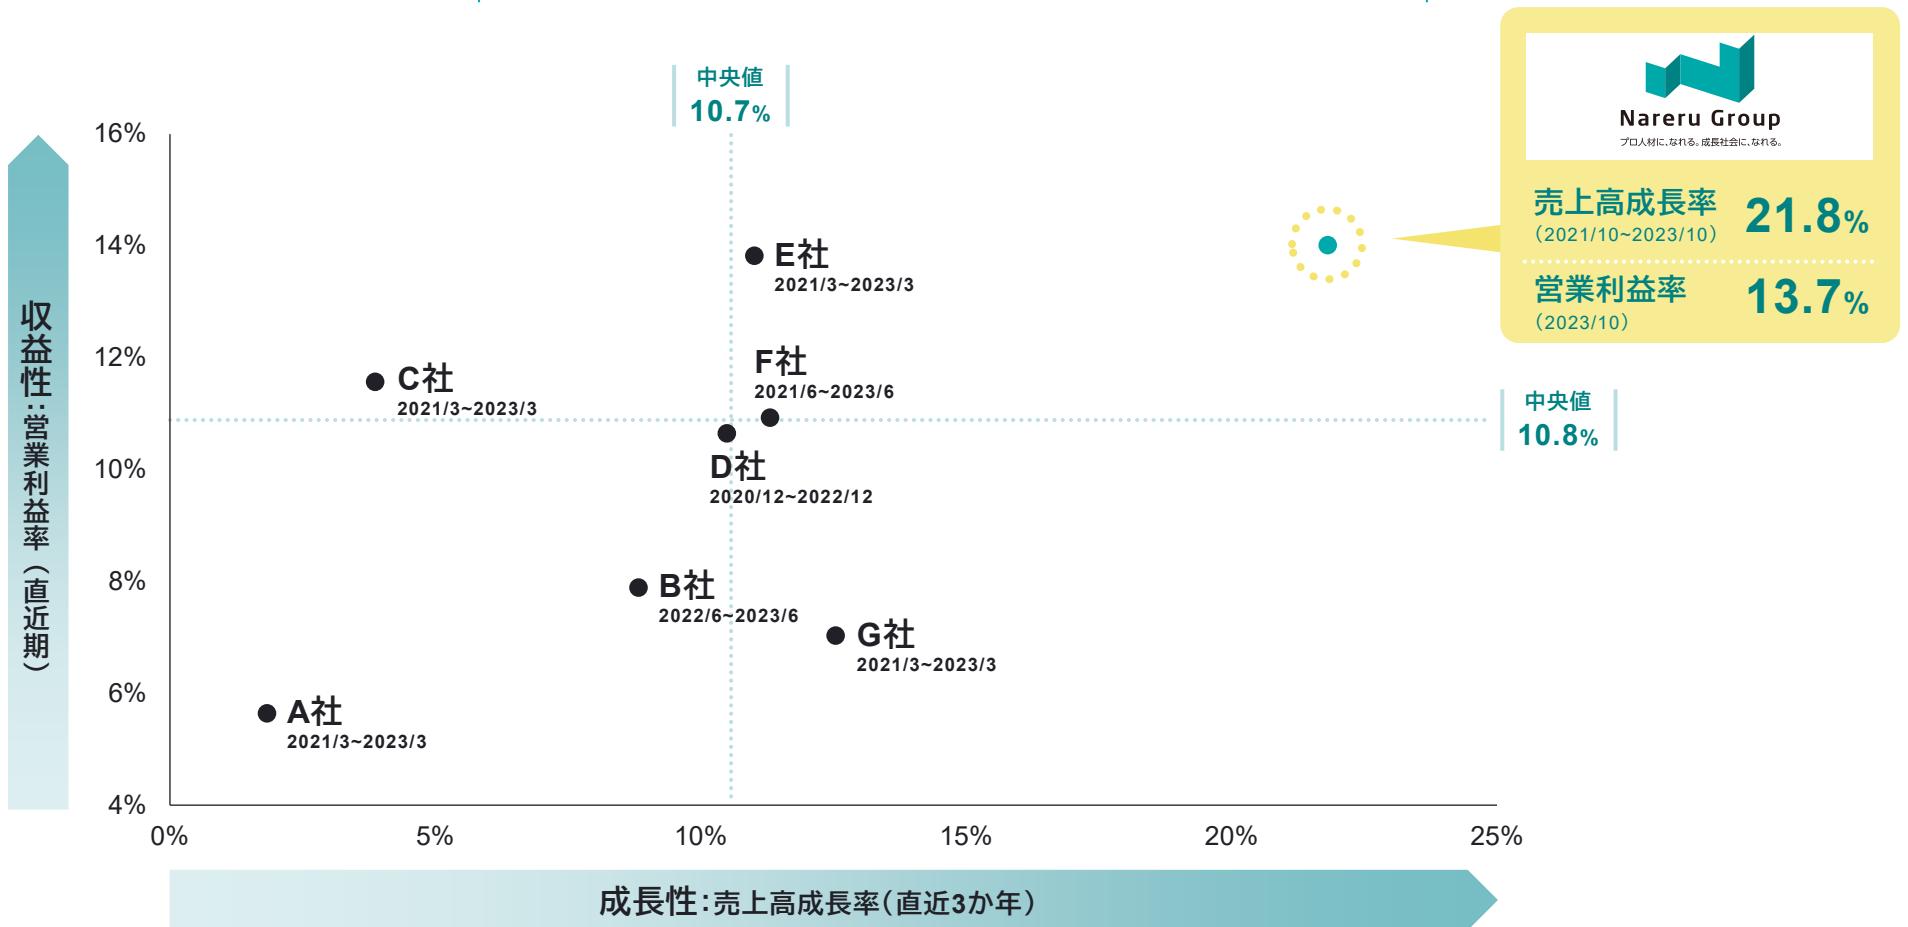 中央値
10.7%
Nareru Group
プロ人材に、なれる。成長社会に、なれる。
売上高成長率
（2021/10~2023/10）
21.8%
営業利益率
（2023/10）
13.7%
収益性：営業利益率（直近期）
16%
14%
12%
10%
8%
6%
4%
E社
2021/3~2023/3
F社
2021/6~2023/6
C社
2021/3~2023/3
中央値
10.8%
D社
2020/12~2022/12
B社
2022/6~2023/6
G社
2021/3~2023/3
A社
2021/3~2023/3
0%
5%
10%
15%
20%
25%
成長性：売上高成長率（直近3か年）